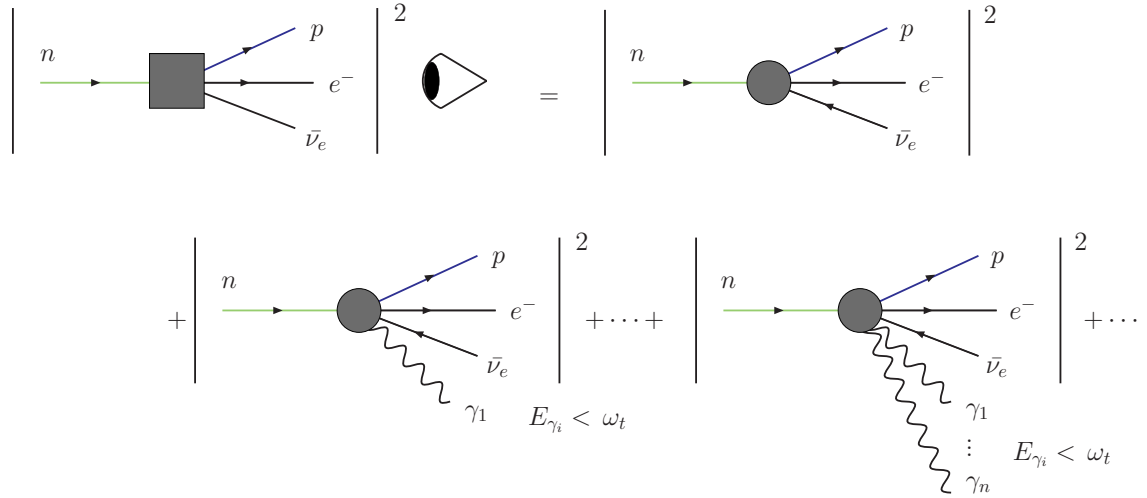 n p e⁻ ν̄ₑ 2 = n p e⁻ ν̄ₑ 2
+ n p e⁻ ν̄ₑ γ₁ 2 E_{γᵢ} < ω_t + ··· + n p e⁻ ν̄ₑ γ₁ ⋮ γₙ 2 E_{γᵢ} < ω_t + ···